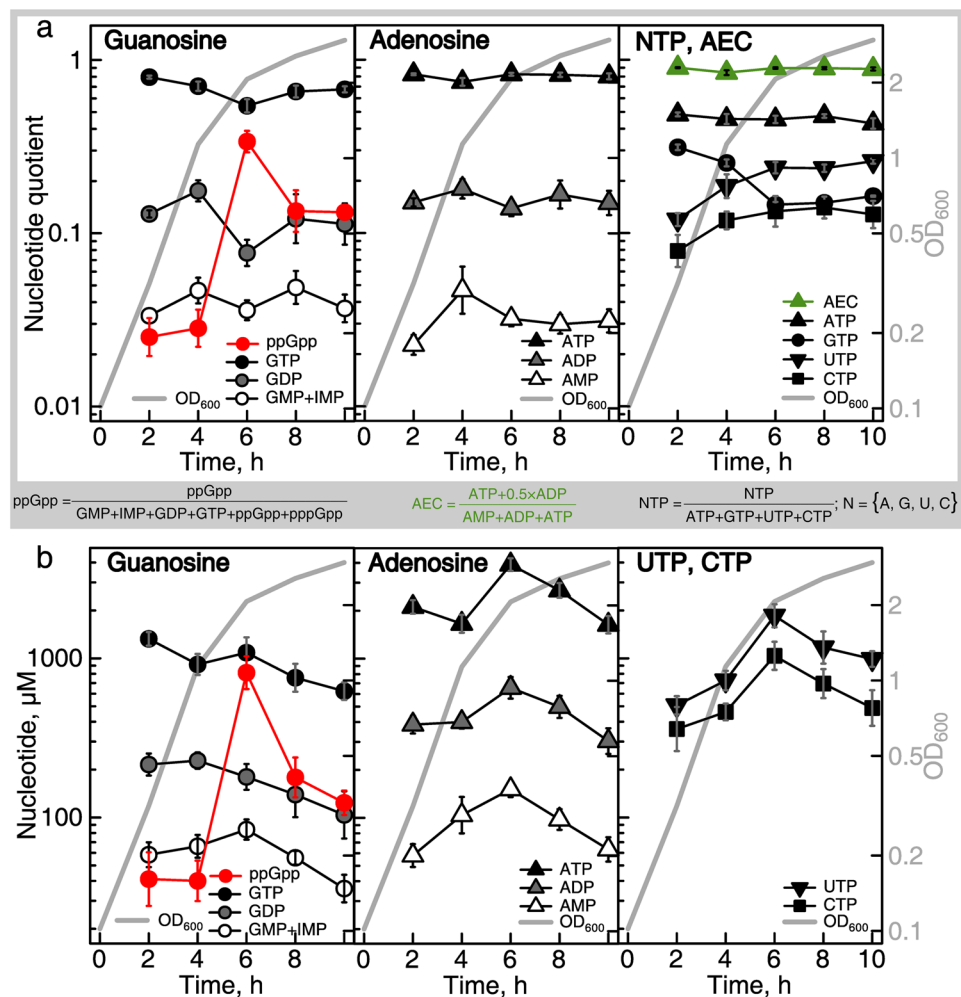 a
Guanosine
Adenosine
NTP, AEC
Nucleotide quotient
1
0.1
0.01
ppGpp
GTP
GDP
OD600
GMP+IMP
ATP
ADP
AMP
OD600
AEC
ATP
GTP
UTP
CTP
OD600
2
1
0.5
0.2
0.1
OD600
0 2 4 6 8
0 2 4 6 8
0 2 4 6 8 10
Time, h
Time, h
Time, h
ppGpp = ppGpp / GMP+IMP+GDP+GTP+ppGpp+pppGpp
AEC = ATP+0.5×ADP / AMP+ADP+ATP
NTP = NTP / ATP+GTP+UTP+CTP ; N = {A, G, U, C}
b
Guanosine
Adenosine
UTP, CTP
Nucleotide, μM
1000
100
ppGpp
GTP
GDP
OD600
GMP+IMP
ATP
ADP
AMP
OD600
UTP
CTP
OD600
2
1
0.5
0.2
0.1
OD600
0 2 4 6 8
0 2 4 6 8
0 2 4 6 8 10
Time, h
Time, h
Time, h